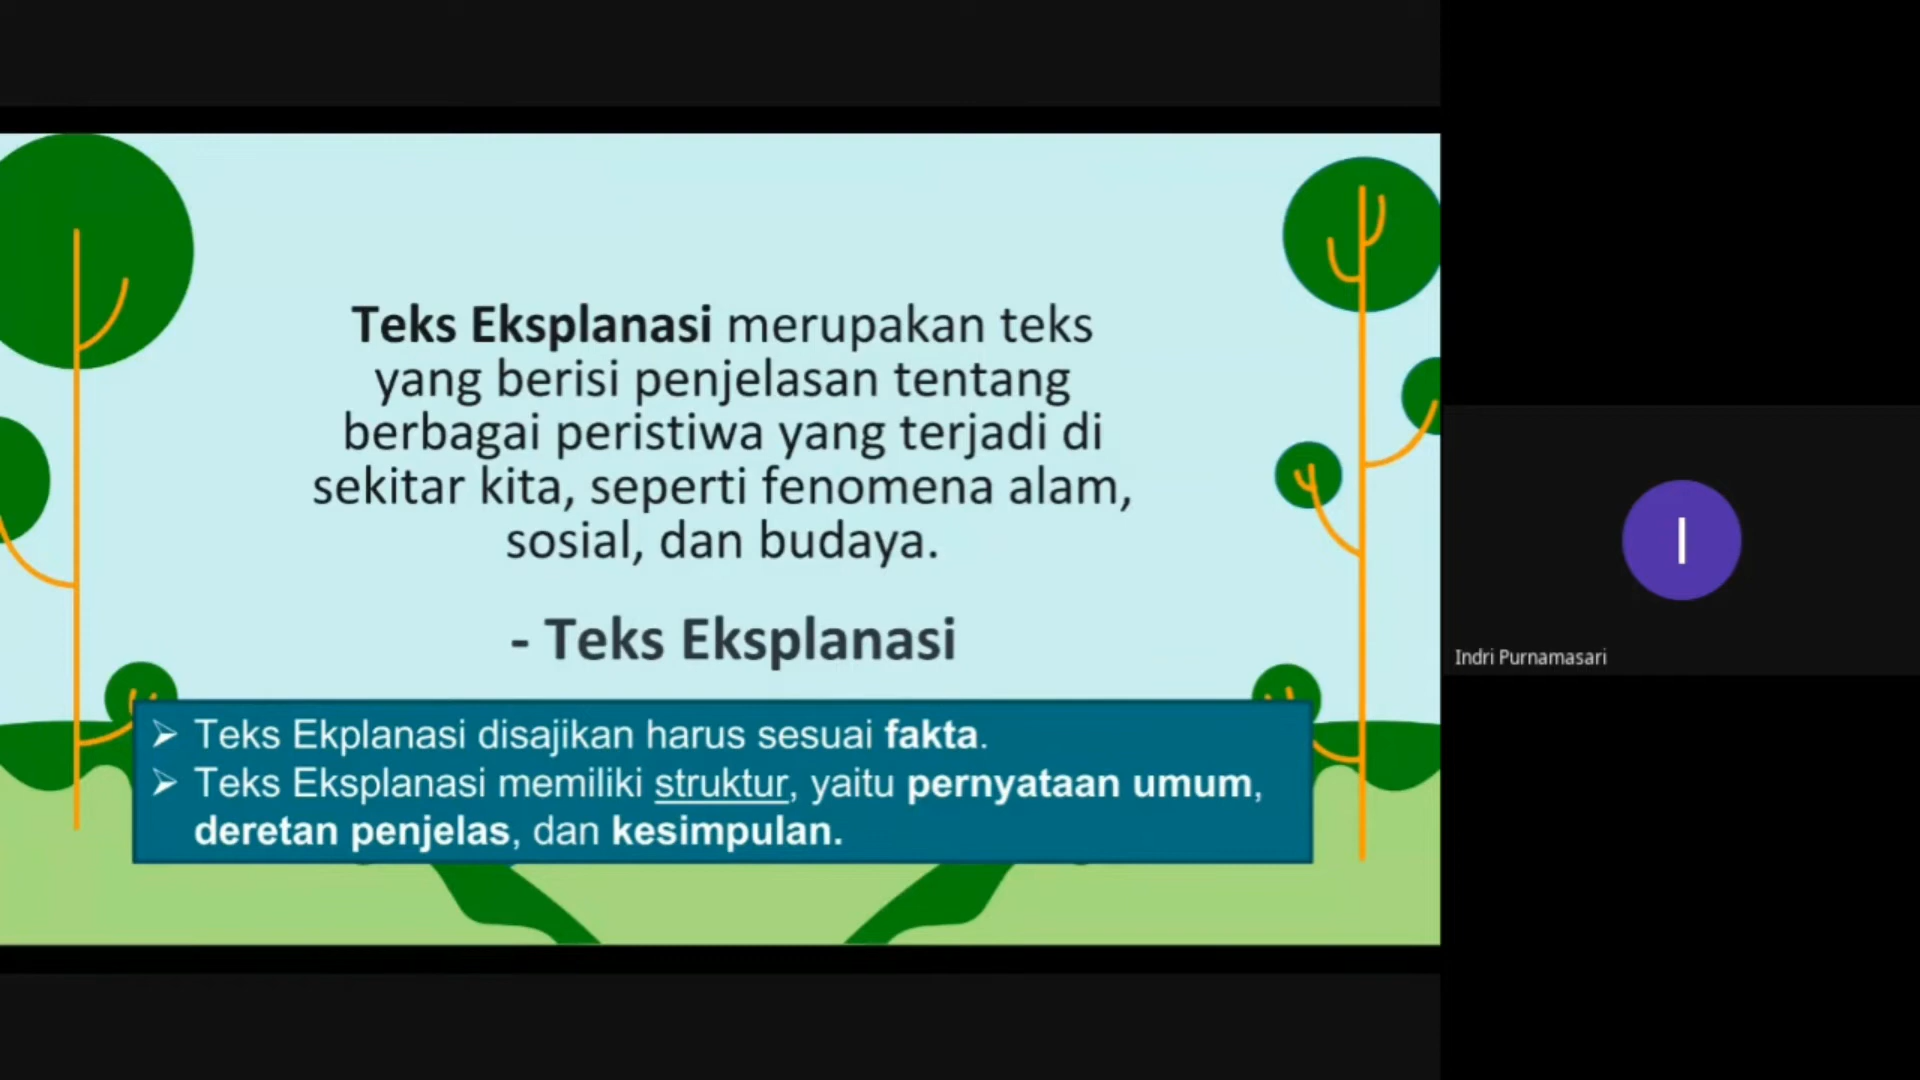 Teks Eksplanasi merupakan teks
yang berisi penjelasan tentang
berbagai peristiwa yang terjadi di
sekitar kita, seperti fenomena alam,
sosial, dan budaya.
- Teks Eksplanasi
➢ Teks Ekplanasi disajikan harus sesuai fakta.
➢ Teks Eksplanasi memiliki struktur, yaitu pernyataan umum,
deretan penjelas, dan kesimpulan.
I
Indri Purnamasari